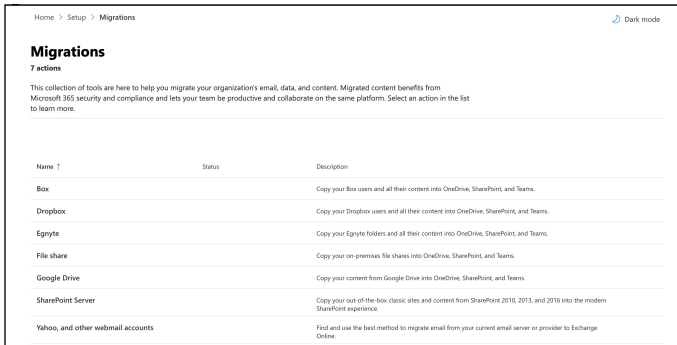 Home > Setup > Migrations
Dark mode
Migrations
7 actions
This collection of tools are here to help you migrate your organization's email, data, and content. Migrated content benefits from
Microsoft 365 security and compliance and lets your team be productive and collaborate on the same platform. Select an action in the list
to learn more.
Name ↑ Status Description
Box Copy your Box users and all their content into OneDrive, SharePoint, and Teams.
Dropbox Copy your Dropbox users and all their content into OneDrive, SharePoint, and Teams.
Egnyte Copy your Egnyte folders and all their content into OneDrive, SharePoint, and Teams.
File share Copy your on-premises file shares into OneDrive, SharePoint, and Teams.
Google Drive Copy your content from Google Drive into OneDrive, SharePoint, and Teams.
SharePoint Server Copy your out-of-the-box classic sites and content from SharePoint 2010, 2013, and 2016 into the modern
SharePoint experience.
Yahoo, and other webmail accounts Find and use the best method to migrate email from your current email server or provider to Exchange
Online.